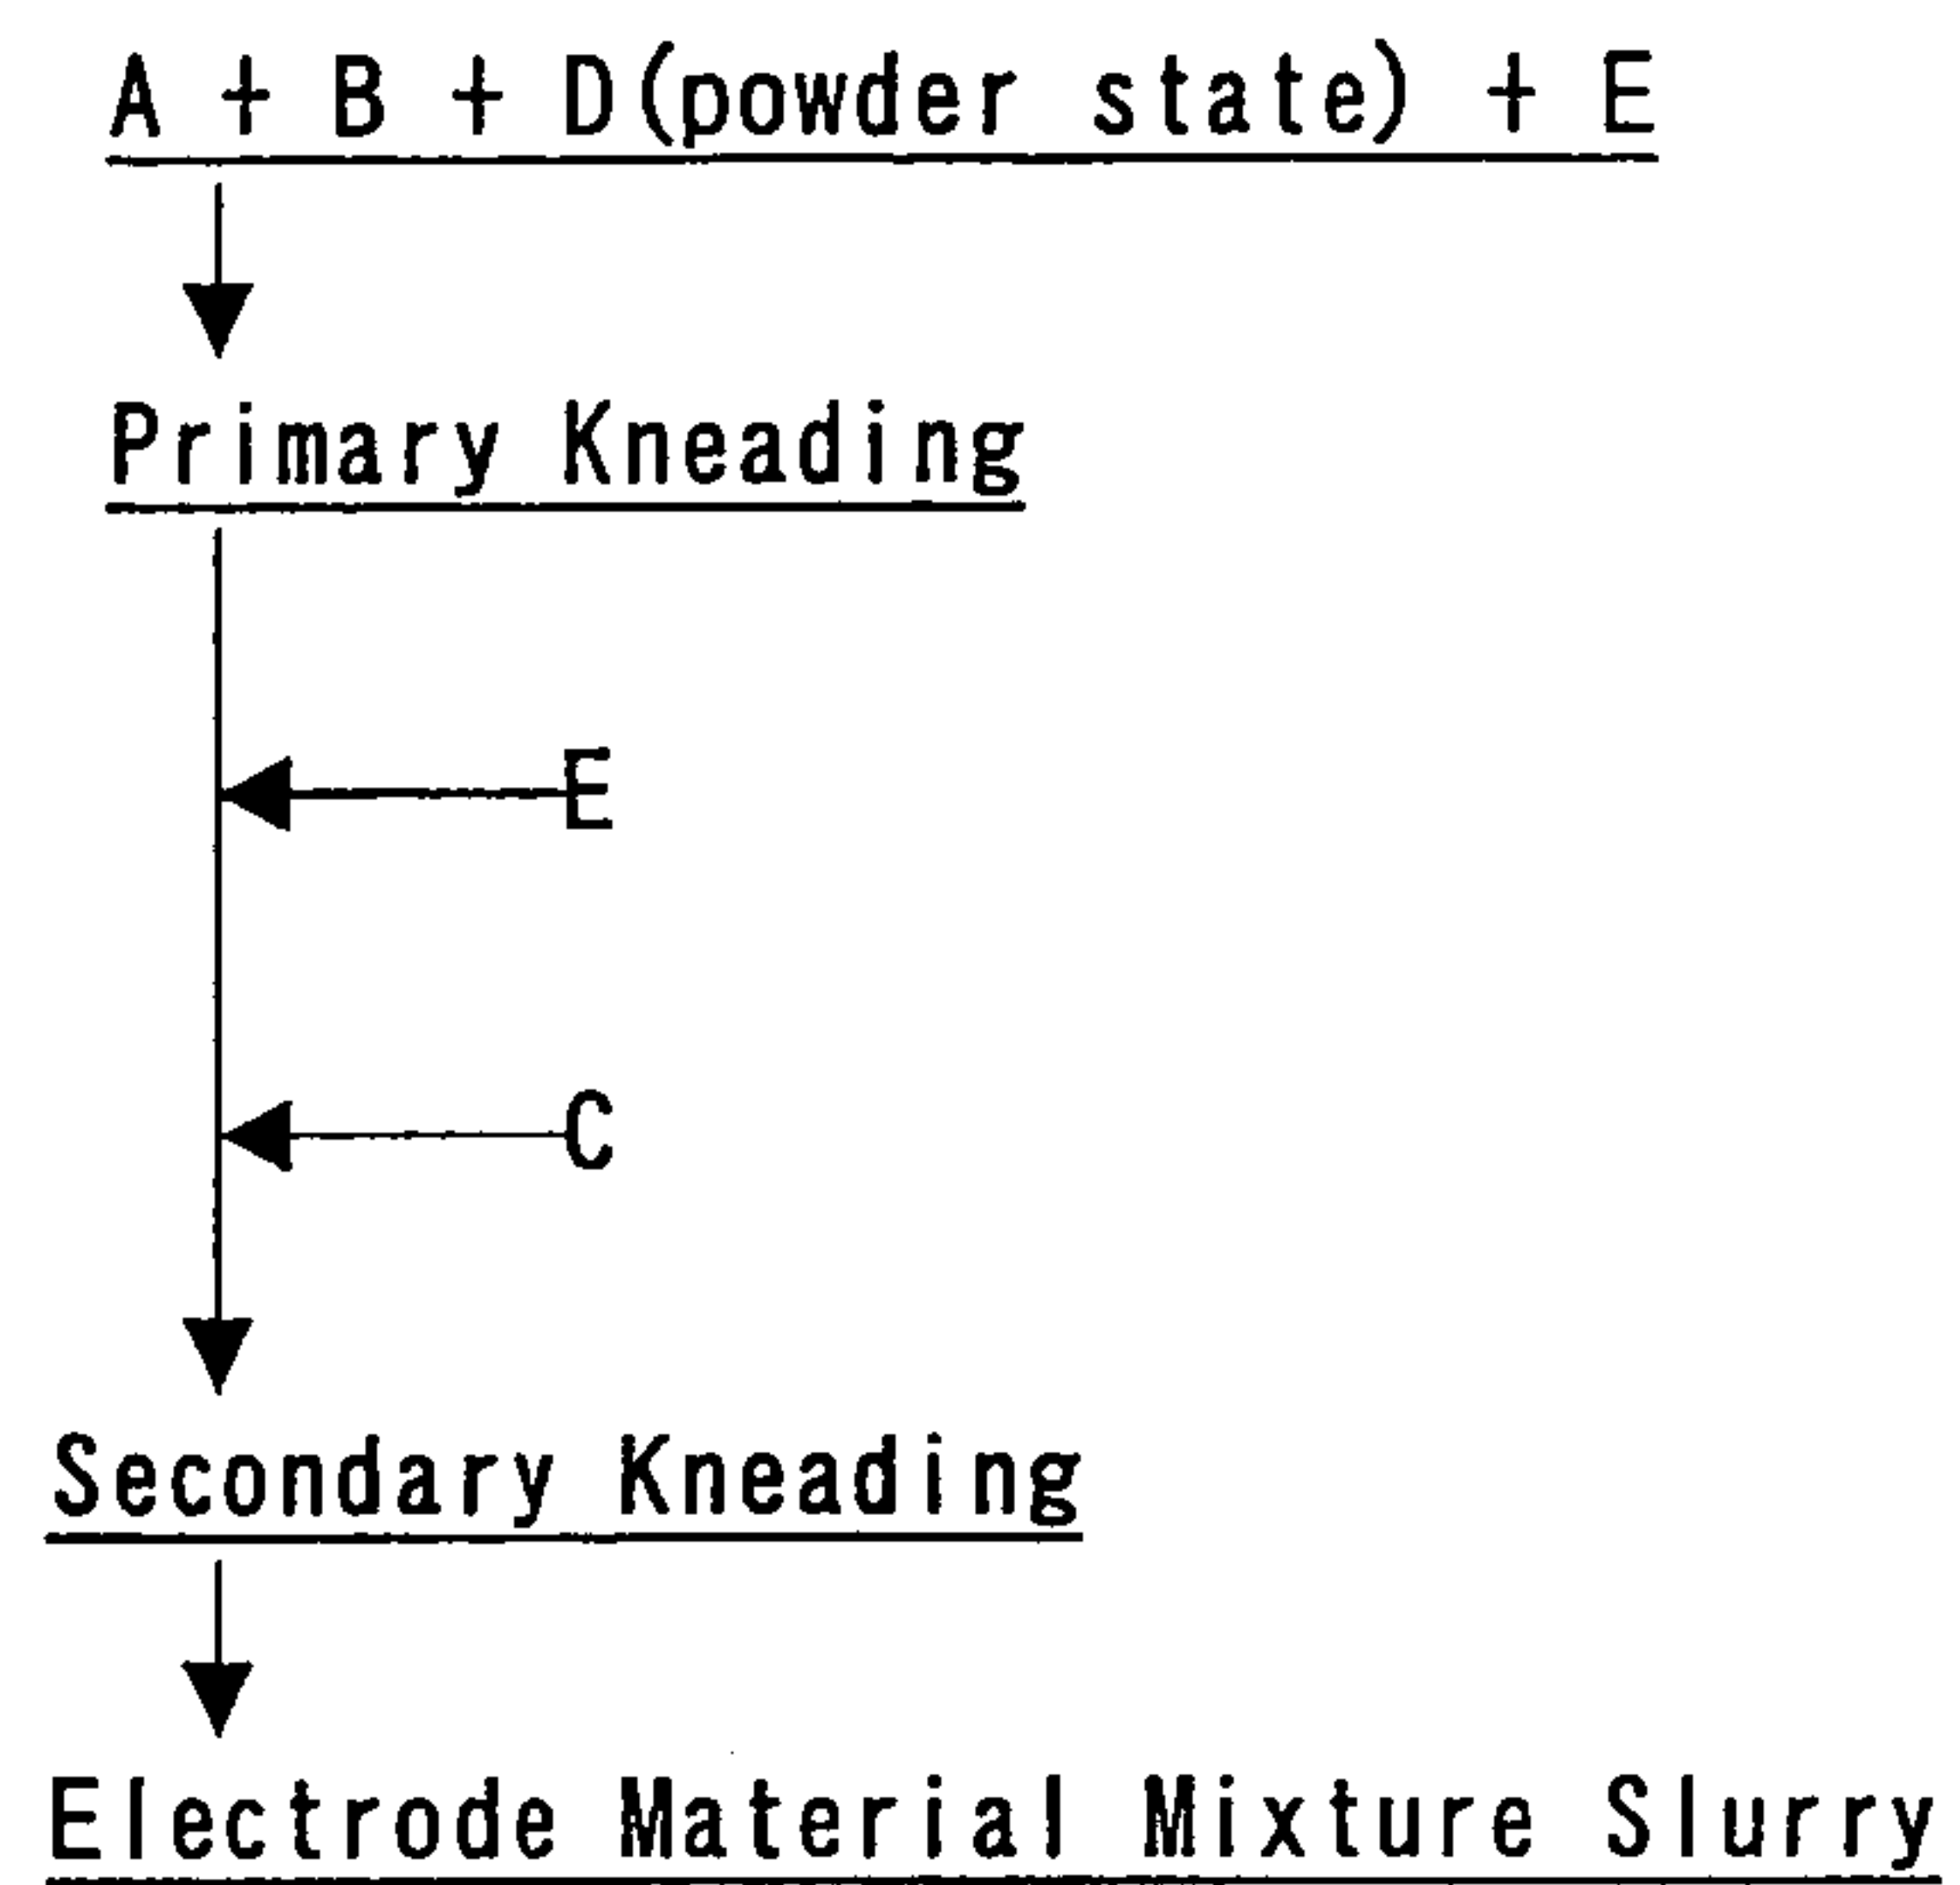 A + B + D(powder state) + E
Primary Kneading
E
C
Secondary Kneading
Electrode Material Mixture Slurry